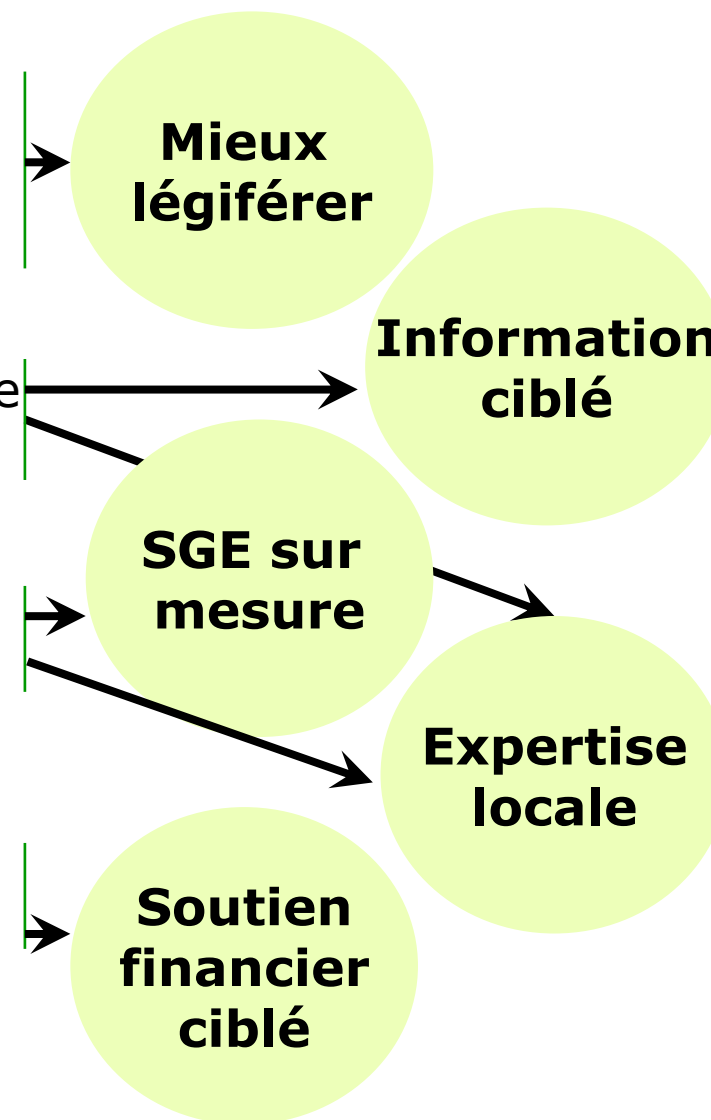 Mieux
légiférer
Information
ciblé
e
SGE sur
mesure
Expertise
locale
Soutien
financier
ciblé